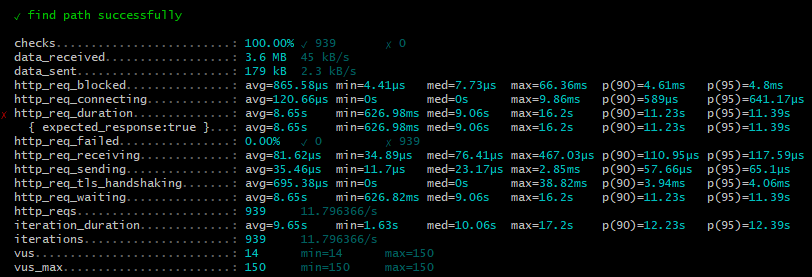 ✓ find path successfully
checks.........................: 100.00% ✓ 939 ✗ 0
data_received..................: 3.6 MB 45 kB/s
data_sent......................: 179 kB 2.3 kB/s
http_req_blocked...............: avg=865.58µs min=4.41µs med=7.73µs max=66.36ms p(90)=4.61ms p(95)=4.8ms
http_req_connecting............: avg=120.66µs min=0s med=0s max=9.86ms p(90)=589µs p(95)=641.17µs
✗ http_req_duration..............: avg=8.65s min=626.98ms med=9.06s max=16.2s p(90)=11.23s p(95)=11.39s
{ expected_response:true }...: avg=8.65s min=626.98ms med=9.06s max=16.2s p(90)=11.23s p(95)=11.39s
http_req_failed................: 0.00% ✓ 0 ✗ 939
http_req_receiving.............: avg=81.62µs min=34.89µs med=76.41µs max=467.03µs p(90)=110.95µs p(95)=117.59µs
http_req_sending...............: avg=35.46µs min=11.7µs med=23.17µs max=2.85ms p(90)=57.66µs p(95)=65.1µs
http_req_tls_handshaking.......: avg=695.38µs min=0s med=0s max=38.82ms p(90)=3.94ms p(95)=4.06ms
http_req_waiting...............: avg=8.65s min=626.82ms med=9.06s max=16.2s p(90)=11.23s p(95)=11.39s
http_reqs......................: 939 11.796366/s
iteration_duration.............: avg=9.65s min=1.63s med=10.06s max=17.2s p(90)=12.23s p(95)=12.39s
iterations.....................: 939 11.796366/s
vus............................: 14 min=14 max=150
vus_max........................: 150 min=150 max=150